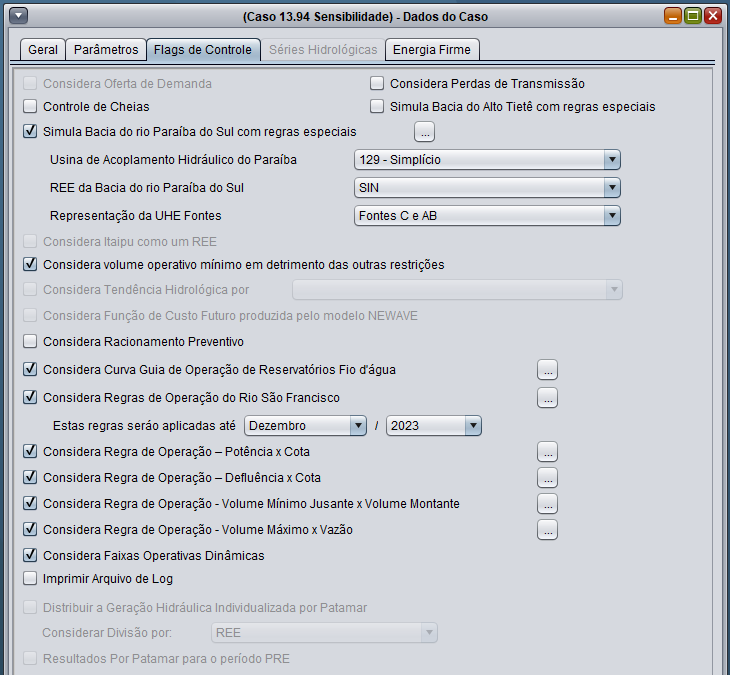 (Caso 13.94 Sensibilidade) - Dados do Caso
Geral Parâmetros Flags de Controle Séries Hidrológicas Energia Firme
Considera Oferta de Demanda Considera Perdas de Transmissão
Controle de Cheias Simula Bacia do Alto Tietê com regras especiais
Simula Bacia do rio Paraíba do Sul com regras especiais ...
Usina de Acoplamento Hidráulico do Paraíba 129 - Simplício
REE da Bacia do rio Paraíba do Sul SIN
Representação da UHE Fontes Fontes C e AB
Considera Itaipu como um REE
Considera volume operativo mínimo em detrimento das outras restrições
Considera Tendência Hidrológica por
Considera Função de Custo Futuro produzida pelo modelo NEWAVE
Considera Racionamento Preventivo
Considera Curva Guia de Operação de Reservatórios Fio d'água ...
Considera Regras de Operação do Rio São Francisco ...
Estas regras seráo aplicadas até Dezembro / 2023
Considera Regra de Operação – Potência x Cota ...
Considera Regra de Operação – Defluência x Cota ...
Considera Regra de Operação - Volume Mínimo Jusante x Volume Montante ...
Considera Regra de Operação - Volume Máximo x Vazão ...
Considera Faixas Operativas Dinâmicas
Imprimir Arquivo de Log
Distribuir a Geração Hidráulica Individualizada por Patamar
Considerar Divisão por: REE
Resultados Por Patamar para o período PRE